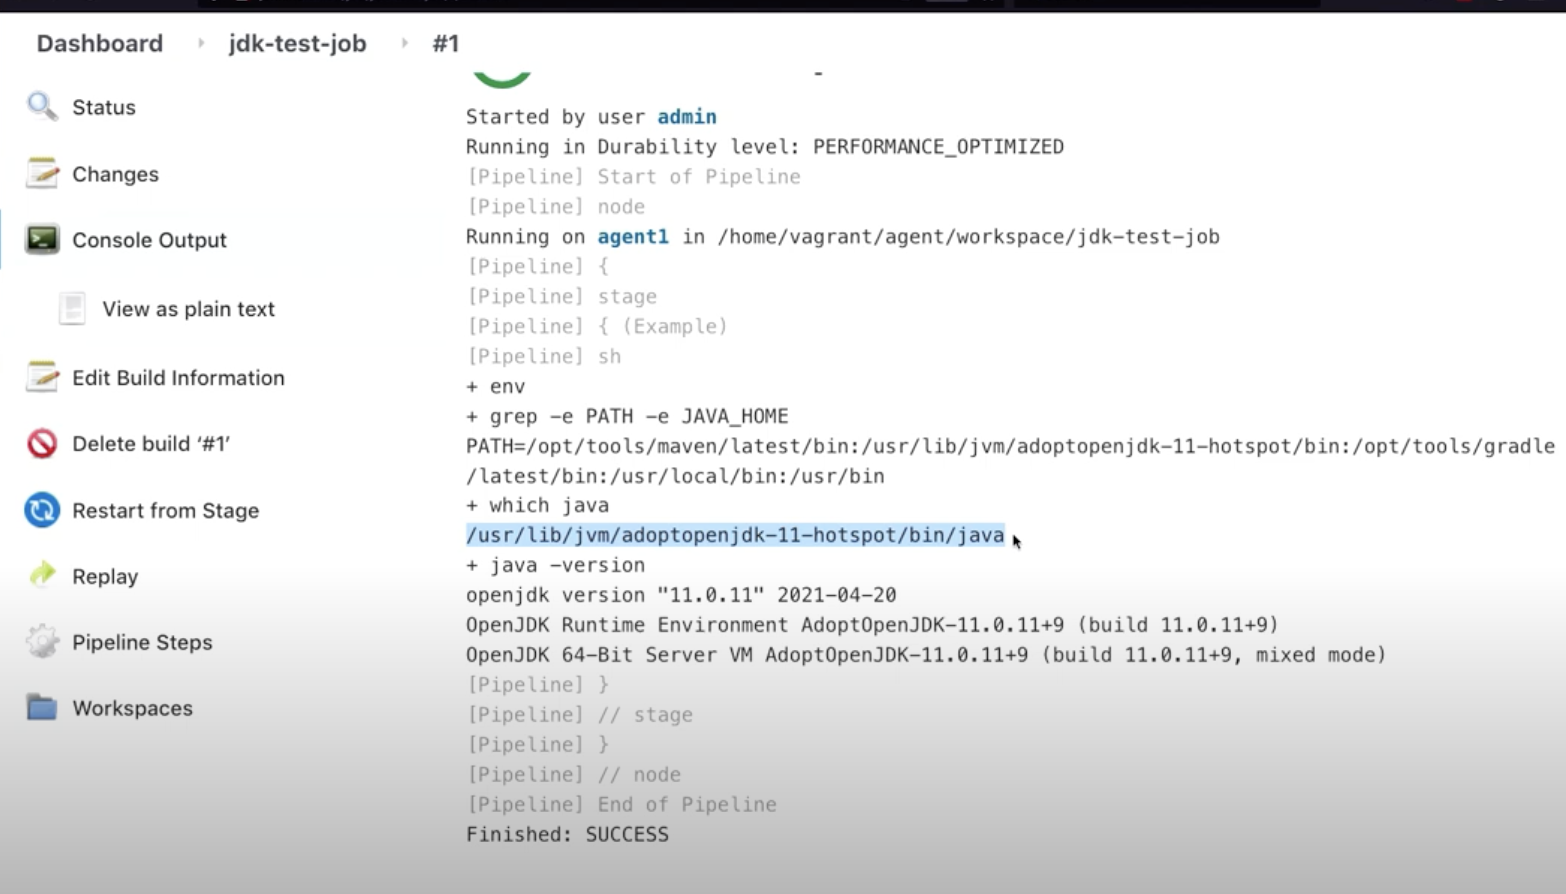 Dashboard › jdk-test-job › #1
Status
Changes
Console Output
View as plain text
Edit Build Information
Delete build ‘#1’
Restart from Stage
Replay
Pipeline Steps
Workspaces
Started by user admin
Running in Durability level: PERFORMANCE_OPTIMIZED
[Pipeline] Start of Pipeline
[Pipeline] node
Running on agent1 in /home/vagrant/agent/workspace/jdk-test-job
[Pipeline] {
[Pipeline] stage
[Pipeline] { (Example)
[Pipeline] sh
+ env
+ grep -e PATH -e JAVA_HOME
PATH=/opt/tools/maven/latest/bin:/usr/lib/jvm/adoptopenjdk-11-hotspot/bin:/opt/tools/gradle
/latest/bin:/usr/local/bin:/usr/bin
+ which java
/usr/lib/jvm/adoptopenjdk-11-hotspot/bin/java
+ java -version
openjdk version "11.0.11" 2021-04-20
OpenJDK Runtime Environment AdoptOpenJDK-11.0.11+9 (build 11.0.11+9)
OpenJDK 64-Bit Server VM AdoptOpenJDK-11.0.11+9 (build 11.0.11+9, mixed mode)
[Pipeline] }
[Pipeline] // stage
[Pipeline] }
[Pipeline] // node
[Pipeline] End of Pipeline
Finished: SUCCESS